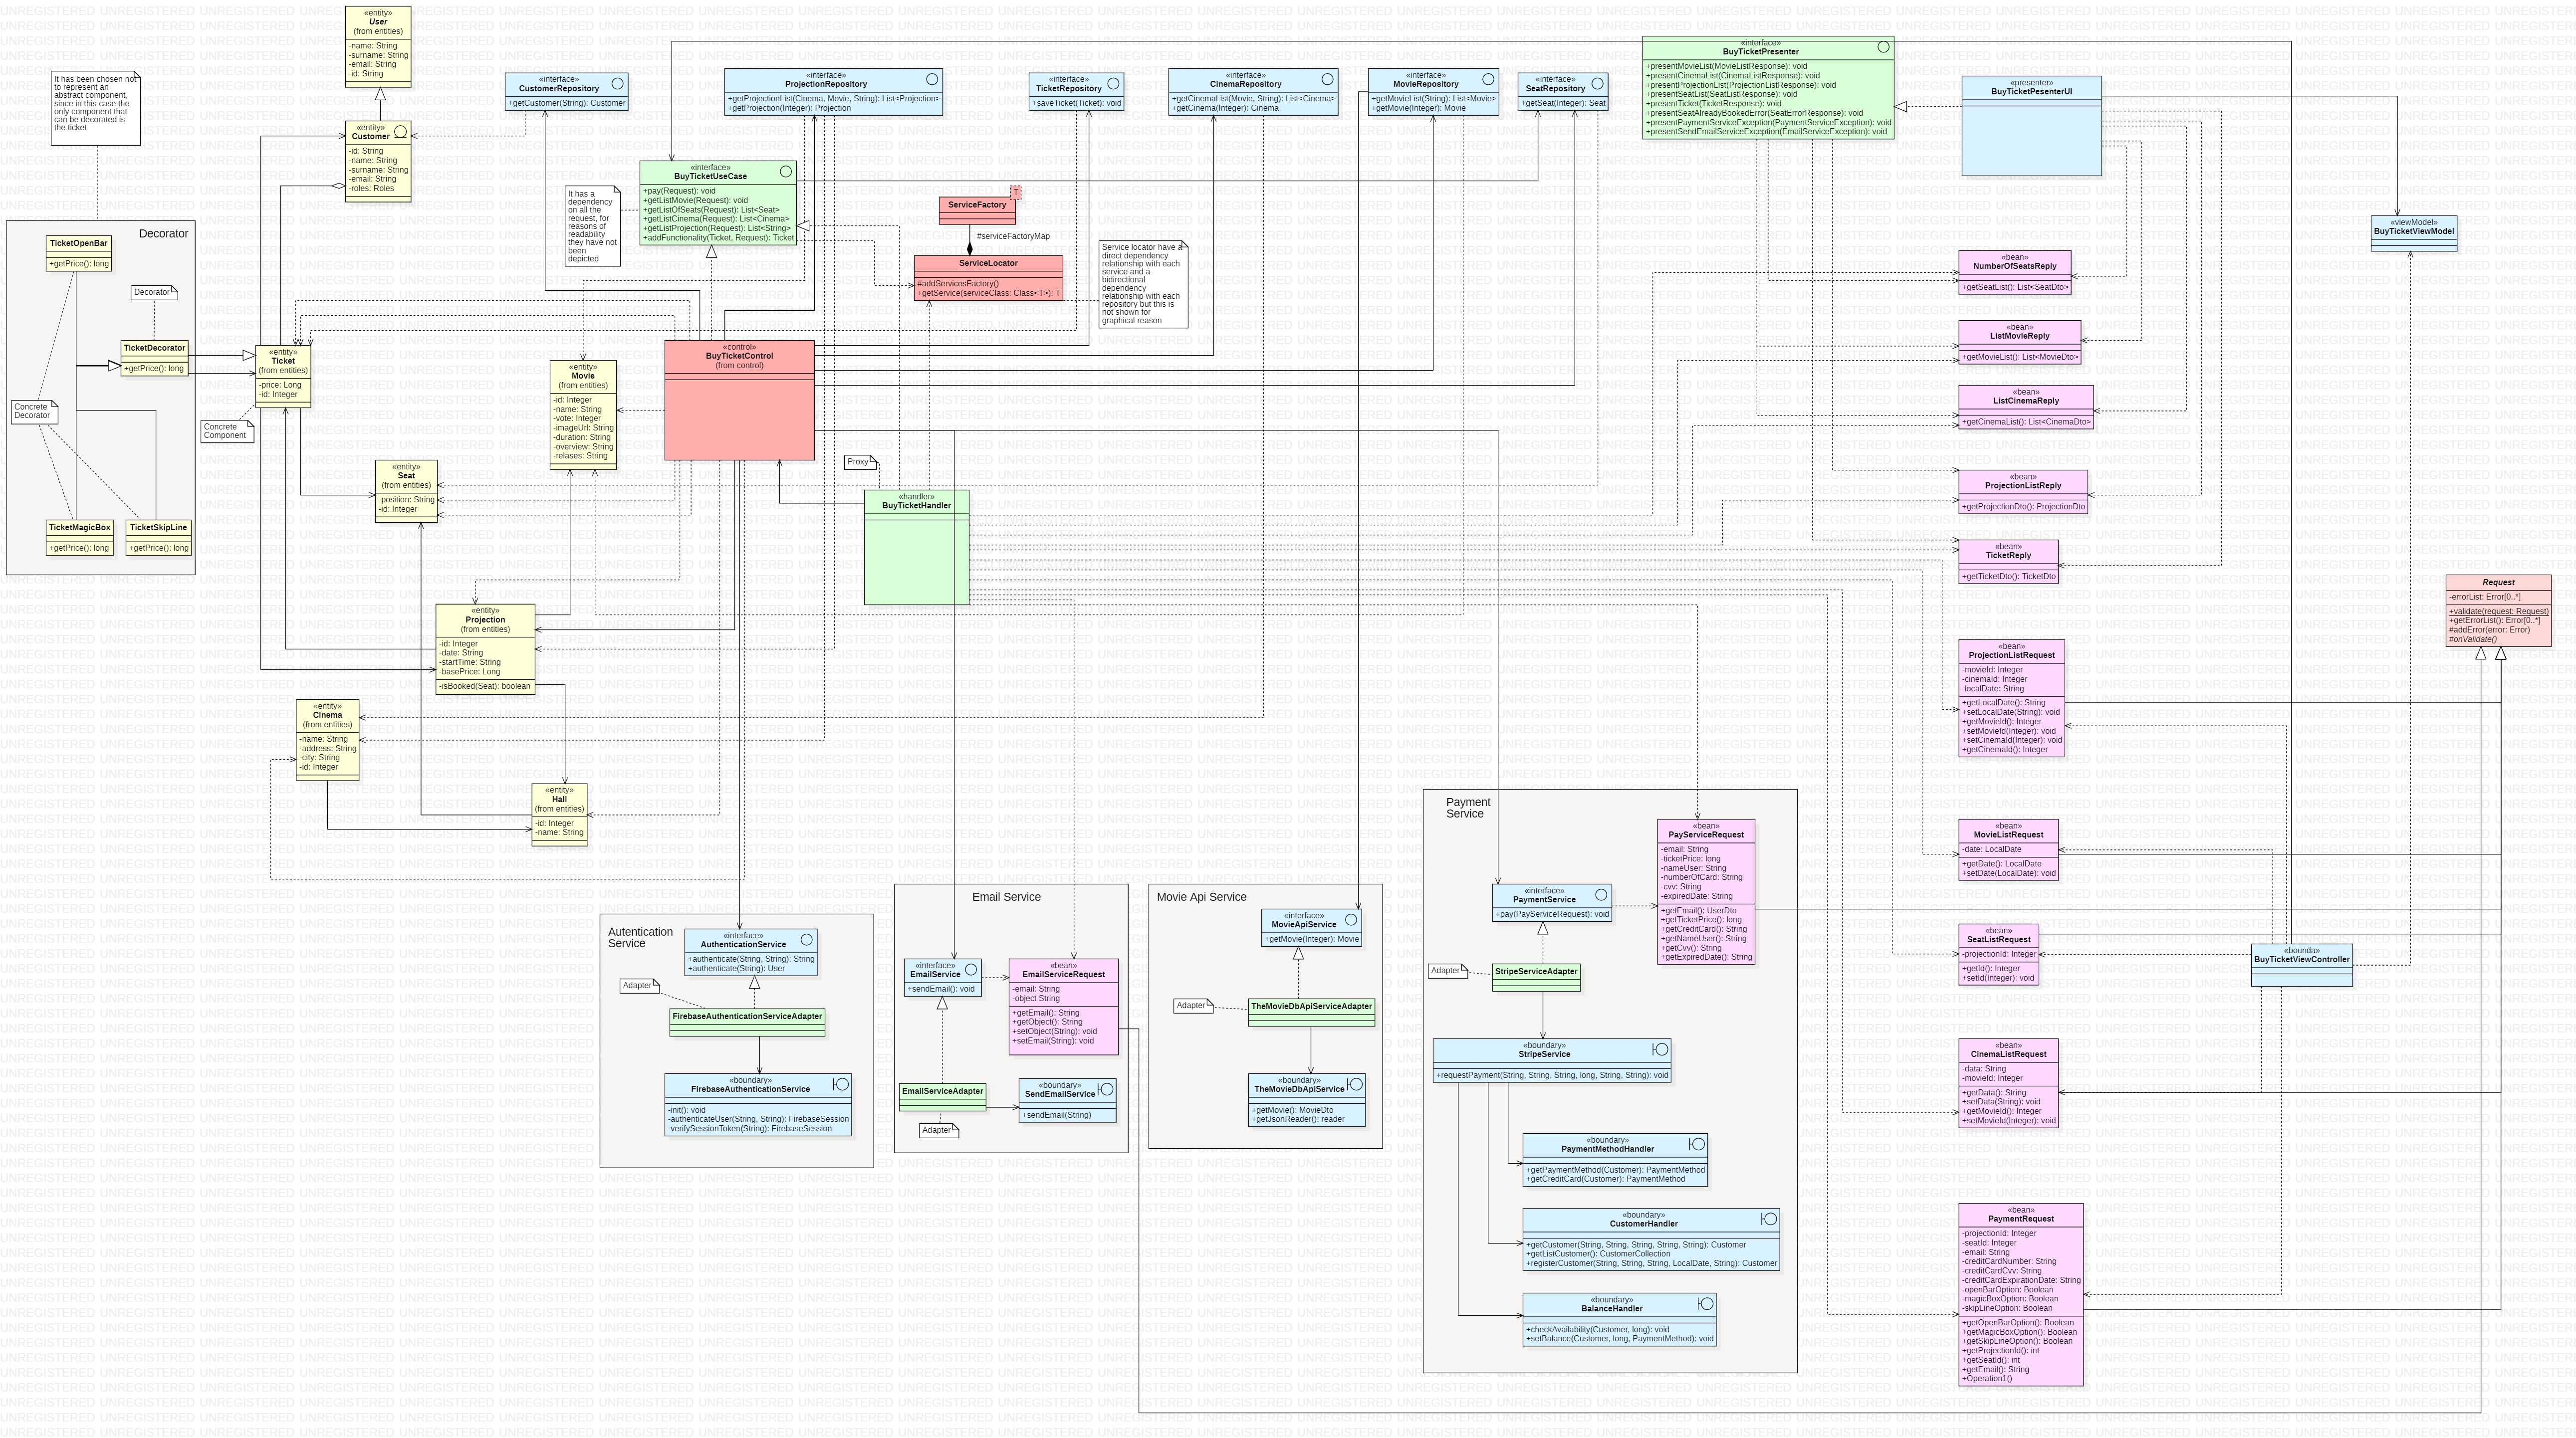 «entity»
User
(from entities)
-name: String
-surname: String
-email: String
-id: String
It has been chosen not
to represent an
abstract component,
since in this case the
only component that
can be decorated is
the ticket
«entity»
Customer
-id: String
-name: String
-surname: String
-email: String
-roles: Roles
«interface»
CustomerRepository
+getCustomer(String): Customer
«interface»
ProjectionRepository
+getProjectionList(Cinema, Movie, String): List<Projection>
+getProjection(Integer): Projection
«interface»
TicketRepository
+saveTicket(Ticket): void
«interface»
CinemaRepository
+getCinemaList(Movie, String): List<Cinema>
+getCinema(Integer): Cinema
«interface»
MovieRepository
+getMovieList(String): List<Movie>
+getMovie(Integer): Movie
«interface»
SeatRepository
+getSeat(Integer): Seat
«interface»
BuyTicketPresenter
+presentMovieList(MovieListResponse): void
+presentCinemaList(CinemaListResponse): void
+presentProjectionList(ProjectionListResponse): void
+presentSeatList(SeatListResponse): void
+presentTicket(TicketResponse): void
+presentSeatAlreadyBookedError(SeatErrorResponse): void
+presentPaymentServiceException(PaymentServiceException): void
+presentSendEmailServiceException(EmailServiceException): void
«presenter»
BuyTicketPesenterUI
«viewModel»
BuyTicketViewModel
«interface»
BuyTicketUseCase
+pay(Request): void
+getListMovie(Request): void
+getListOfSeats(Request): List<Seat>
+getListCinema(Request): List<Cinema>
+getListProjection(Request): List<String>
+addFunctionality(Ticket, Request): Ticket
It has a
dependency
on all the
request, for
reasons of
readability
they have not
been
depicted
T
ServiceFactory
#serviceFactoryMap
ServiceLocator
#addServicesFactory()
+getService(serviceClass: Class<T>): T
Service locator have a
direct dependency
relationship with each
service and a
bidirectional
dependency
relationship with each
repository but this is
not shown for
graphical reason
Decorator
TicketOpenBar
+getPrice(): long
Decorator
TicketDecorator
+getPrice(): long
Concrete
Decorator
TicketMagicBox
+getPrice(): long
TicketSkipLine
+getPrice(): long
«entity»
Ticket
(from entities)
-price: Long
-id: Integer
Concrete
Component
«entity»
Movie
(from entities)
-id: Integer
-name: String
-vote: Integer
-imageUrl: String
-duration: String
-overview: String
-relases: String
«control»
BuyTicketControl
(from control)
«entity»
Seat
(from entities)
-position: String
-id: Integer
Proxy
«handler»
BuyTicketHandler
«entity»
Projection
(from entities)
-id: Integer
-date: String
-startTime: String
-basePrice: Long
-isBooked(Seat): boolean
«entity»
Cinema
(from entities)
-name: String
-address: String
-city: String
-id: Integer
«entity»
Hall
(from entities)
-id: Integer
-name: String
«bean»
NumberOfSeatsReply
+getSeatList(): List<SeatDto>
«bean»
ListMovieReply
+getMovieList(): List<MovieDto>
«bean»
ListCinemaReply
+getCinemaList(): List<CinemaDto>
«bean»
ProjectionListReply
+getProjectionDto(): ProjectionDto
«bean»
TicketReply
+getTicketDto(): TicketDto
Request
-errorList: Error[0..*]
+validate(request: Request)
+getErrorList(): Error[0..*]
#addError(error: Error)
#onValidate()
«bean»
ProjectionListRequest
-movieId: Integer
-cinemaId: Integer
-localDate: String
+getLocalDate(): String
+setLocalDate(String): void
+getMovieId(): Integer
+setMovieId(Integer): void
+setCinemaId(Integer): void
+getCinemaId(): Integer
«bean»
MovieListRequest
-date: LocalDate
+getDate(): LocalDate
+setDate(LocalDate): void
«bean»
SeatListRequest
-projectionId: Integer
+getId(): Integer
+setId(Integer): void
«bounda»
BuyTicketViewController
«bean»
CinemaListRequest
-data: String
-movieId: Integer
+getData(): String
+setData(String): void
+getMovieId(): Integer
+setMovieId(Integer): void
«bean»
PaymentRequest
-projectionId: Integer
-seatId: Integer
-email: String
-creditCardNumber: String
-creditCardCvv: String
-creditCardExpirationDate: String
-openBarOption: Boolean
-magicBoxOption: Boolean
-skipLineOption: Boolean
+getOpenBarOption(): Boolean
+getMagicBoxOption(): Boolean
+getSkipLineOption(): Boolean
+getProjectionId(): int
+getSeatId(): int
+getEmail(): String
+Operation1()
Autentication
Service
«interface»
AuthenticationService
+authenticate(String, String): String
+authenticate(String): User
Adapter
FirebaseAuthenticationServiceAdapter
«boundary»
FirebaseAuthenticationService
-init(): void
-authenticateUser(String, String): FirebaseSession
-verifySessionToken(String): FirebaseSession
Email Service
«interface»
EmailService
+sendEmail(): void
«bean»
EmailServiceRequest
-email: String
-object String
+getEmail(): String
+getObject(): String
+setObject(String): void
+setEmail(String): void
EmailServiceAdapter
Adapter
«boundary»
SendEmailService
+sendEmail(String)
Movie Api Service
«interface»
MovieApiService
+getMovie(Integer): Movie
Adapter
TheMovieDbApiServiceAdapter
«boundary»
TheMovieDbApiService
+getMovie(): MovieDto
+getJsonReader(): reader
Payment
Service
«bean»
PayServiceRequest
-email: String
-ticketPrice: long
-nameUser: String
-numberOfCard: String
-cvv: String
-expiredDate: String
+getEmail(): UserDto
+getTicketPrice(): long
+getCreditCard(): String
+getNameUser(): String
+getCvv(): String
+getExpiredDate(): String
«interface»
PaymentService
+pay(PayServiceRequest): void
Adapter
StripeServiceAdapter
«boundary»
StripeService
+requestPayment(String, String, String, long, String, String): void
«boundary»
PaymentMethodHandler
+getPaymentMethod(Customer): PaymentMethod
+getCreditCard(Customer): PaymentMethod
«boundary»
CustomerHandler
+getCustomer(String, String, String, String, String): Customer
+getListCustomer(): CustomerCollection
+registerCustomer(String, String, String, LocalDate, String): Customer
«boundary»
BalanceHandler
+checkAvailability(Customer, long): void
+setBalance(Customer, long, PaymentMethod): void
UNREGISTERED